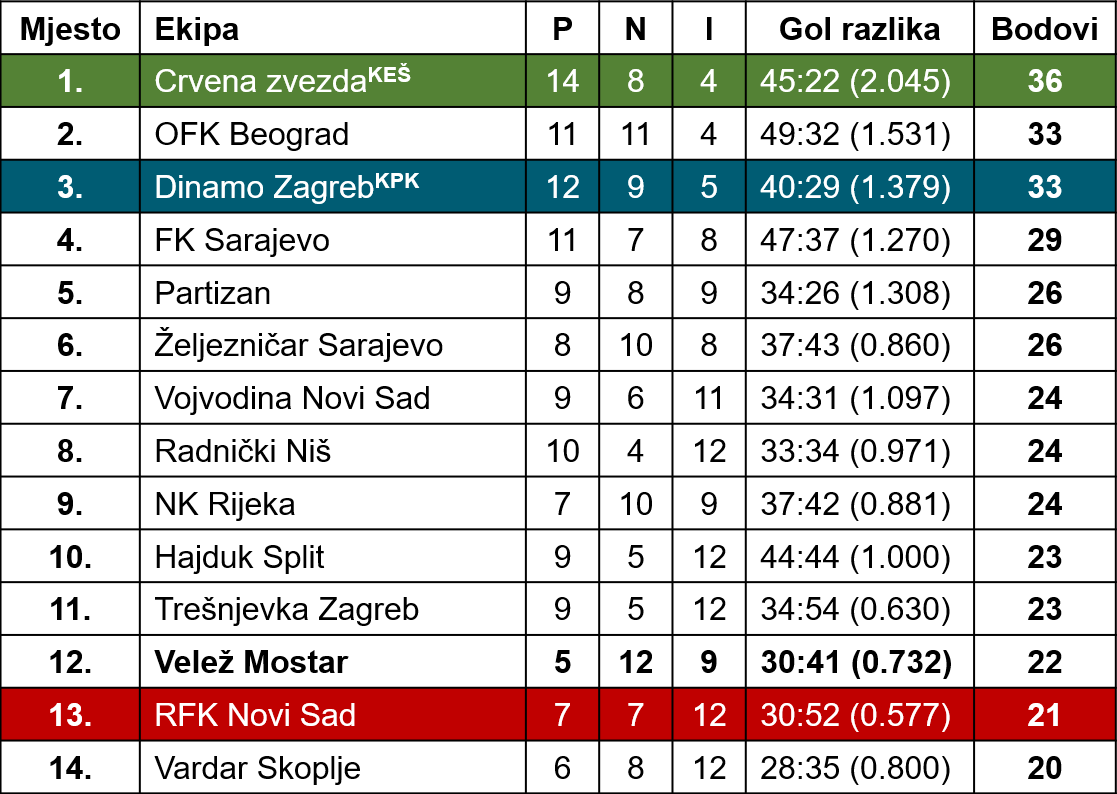 Mjesto Ekipa P N I Gol razlika Bodovi
1. Crvena zvezdaKEŠ 14 8 4 45:22 (2.045) 36
2. OFK Beograd 11 11 4 49:32 (1.531) 33
3. Dinamo ZagrebKPK 12 9 5 40:29 (1.379) 33
4. FK Sarajevo 11 7 8 47:37 (1.270) 29
5. Partizan 9 8 9 34:26 (1.308) 26
6. Željezničar Sarajevo 8 10 8 37:43 (0.860) 26
7. Vojvodina Novi Sad 9 6 11 34:31 (1.097) 24
8. Radnički Niš 10 4 12 33:34 (0.971) 24
9. NK Rijeka 7 10 9 37:42 (0.881) 24
10. Hajduk Split 9 5 12 44:44 (1.000) 23
11. Trešnjevka Zagreb 9 5 12 34:54 (0.630) 23
12. Velež Mostar 5 12 9 30:41 (0.732) 22
13. RFK Novi Sad 7 7 12 30:52 (0.577) 21
14. Vardar Skoplje 6 8 12 28:35 (0.800) 20